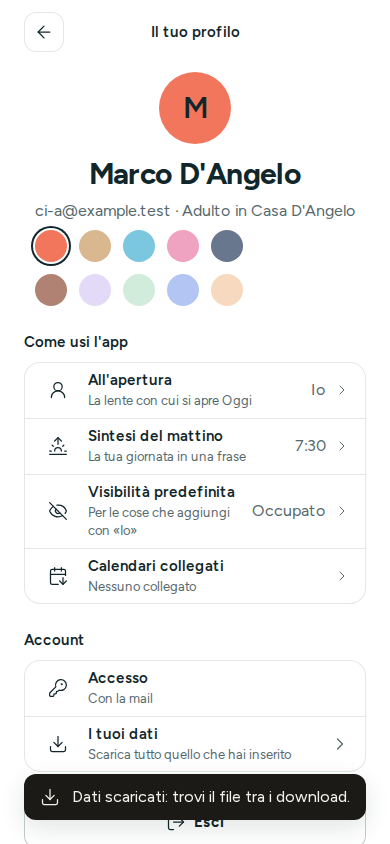 Il tuo profilo
M
Marco D'Angelo
ci-a@example.test · Adulto in Casa D'Angelo
Come usi l'app
All'apertura
La lente con cui si apre Oggi
Io
Sintesi del mattino
La tua giornata in una frase
7:30
Visibilità predefinita
Per le cose che aggiungi
con «Io»
Occupato
Calendari collegati
Nessuno collegato
Account
Accesso
Con la mail
I tuoi dati
Scarica tutto quello che hai inserito
Dati scaricati: trovi il file tra i download.
Esci